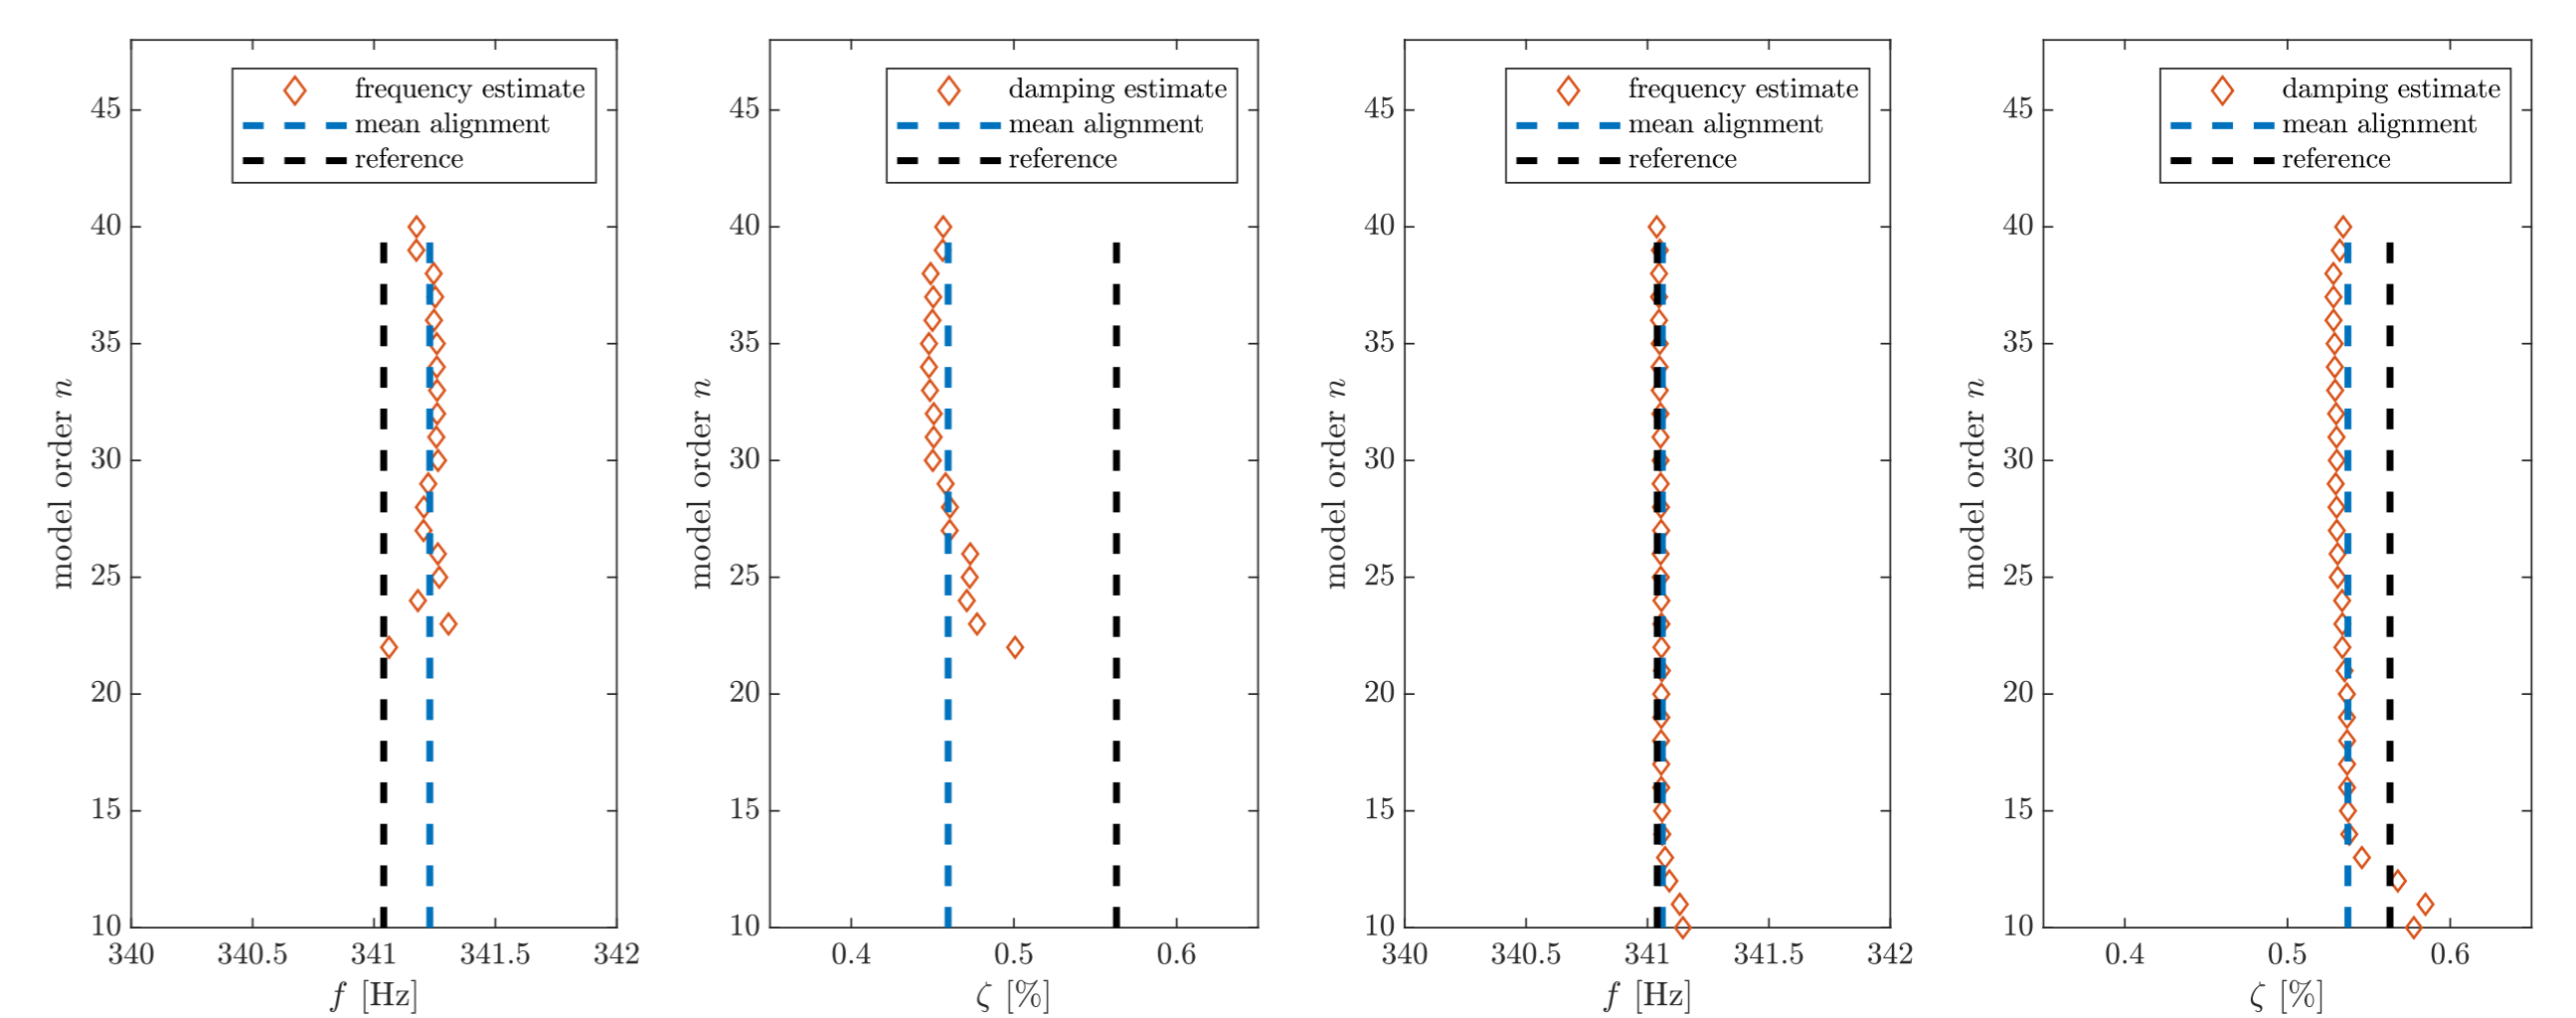 frequency estimate
mean alignment
reference
45
40
35
30
25
20
15
10
model order n
340 340.5 341 341.5 342
f [Hz]
damping estimate
mean alignment
reference
45
40
35
30
25
20
15
10
model order n
0.4 0.5 0.6
ζ [%]
frequency estimate
mean alignment
reference
45
40
35
30
25
20
15
10
model order n
340 340.5 341 341.5 342
f [Hz]
damping estimate
mean alignment
reference
45
40
35
30
25
20
15
10
model order n
0.4 0.5 0.6
ζ [%]